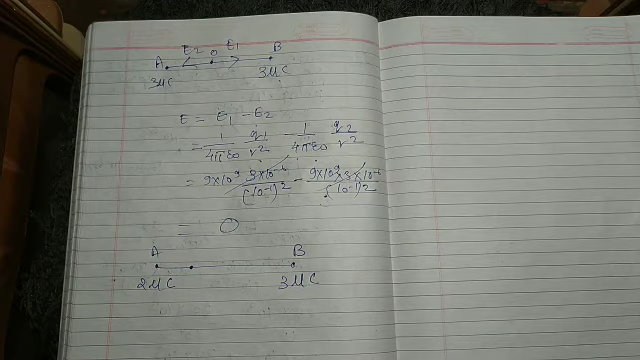 E2 O E1
A B
3µC 3µC
E = E1 - E2
= 1/4πε0 q1/r2 - 1/4πε0 q2/r2
= 9×10⁹ 3×10⁻⁶/(10⁻¹)2 - 9×10⁹×3×10⁻⁶/(10⁻¹)2
= 0
A B
2µC 3µC